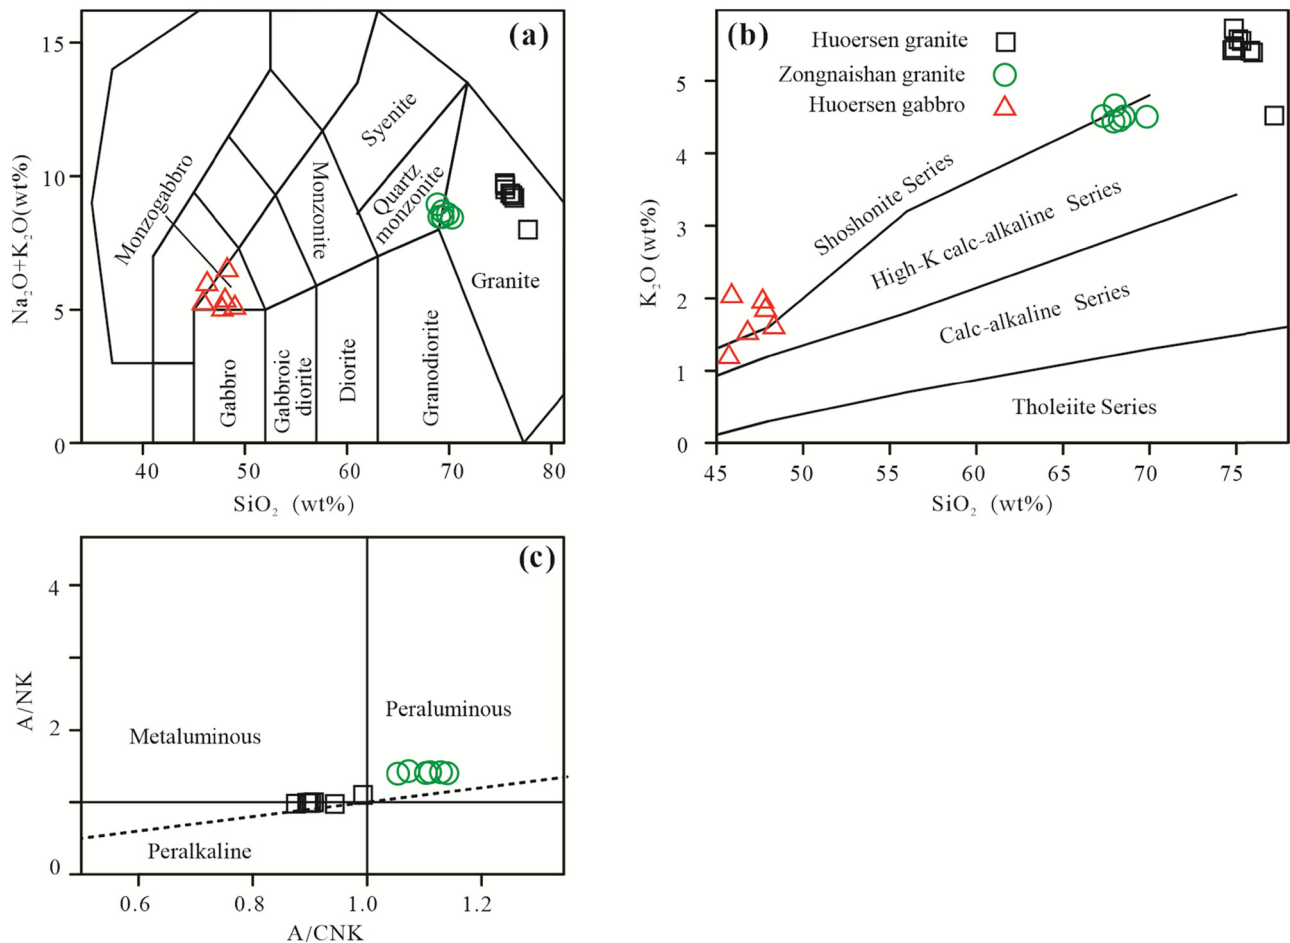 (a)
15
10
5
0
Na2O+K2O(wt%)
Monzogabbro
Syenite
Quartz
monzonite
Monzonite
Granite
Gabbro
Gabbroic
diorite
Diorite
Granodiorite
40
50
60
70
80
SiO2 (wt%)
(b)
Huoersen granite
Zongnaishan granite
Huoersen gabbro
5
4
3
2
1
0
K2O (wt%)
Shoshonite Series
High-K calc-alkaline Series
Calc-alkaline Series
Tholeiite Series
45
50
55
60
65
70
75
SiO2 (wt%)
(c)
4
2
0
A/NK
Peraluminous
Metaluminous
Peralkaline
0.6
0.8
1.0
1.2
A/CNK